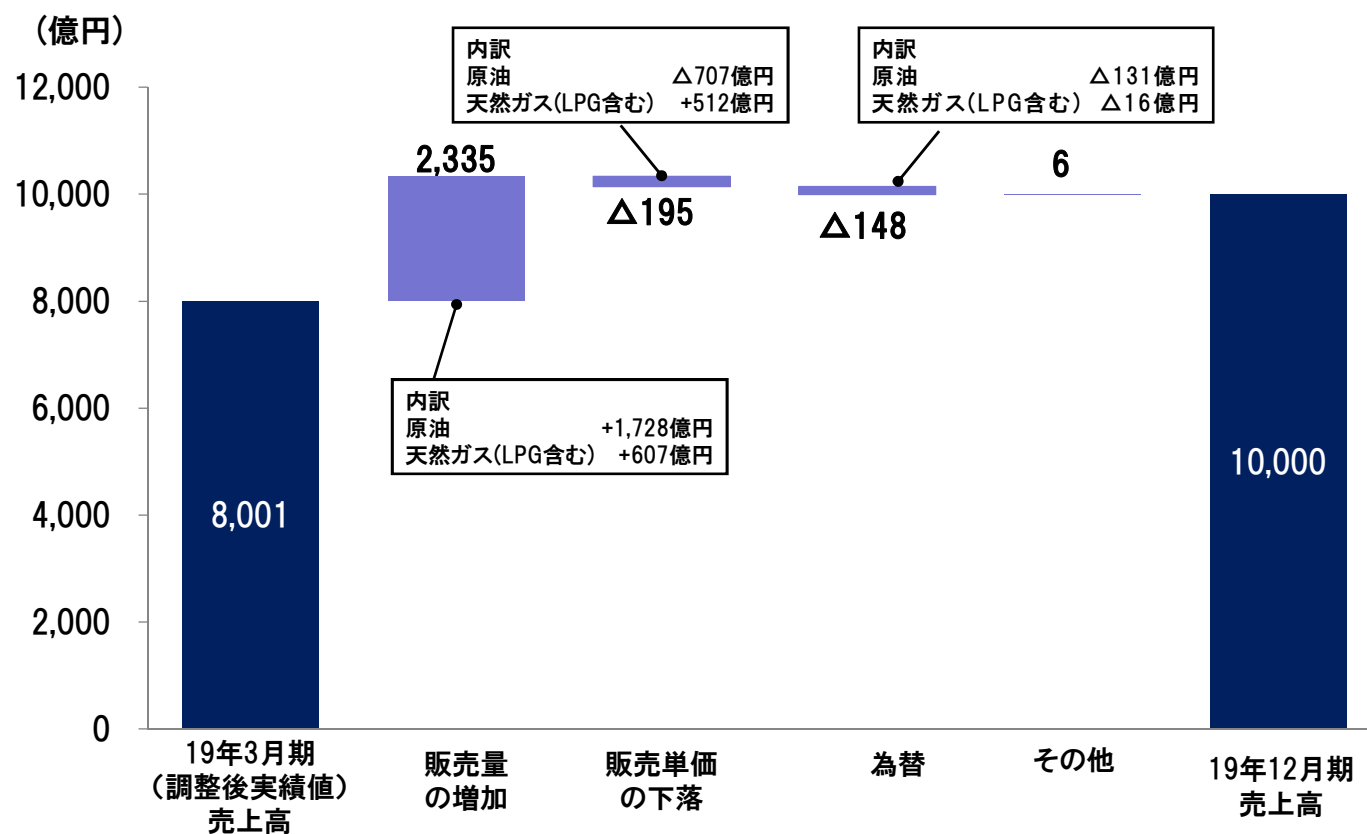 (億円)
12,000
10,000
8,000
6,000
4,000
2,000
0
内訳
原油 △707億円
天然ガス(LPG含む) +512億円
内訳
原油 △131億円
天然ガス(LPG含む) △16億円
2,335
△195
△148
6
内訳
原油 +1,728億円
天然ガス(LPG含む) +607億円
8,001
10,000
19年3月期
(調整後実績値)
売上高
販売量
の増加
販売単価
の下落
為替
その他
19年12月期
売上高